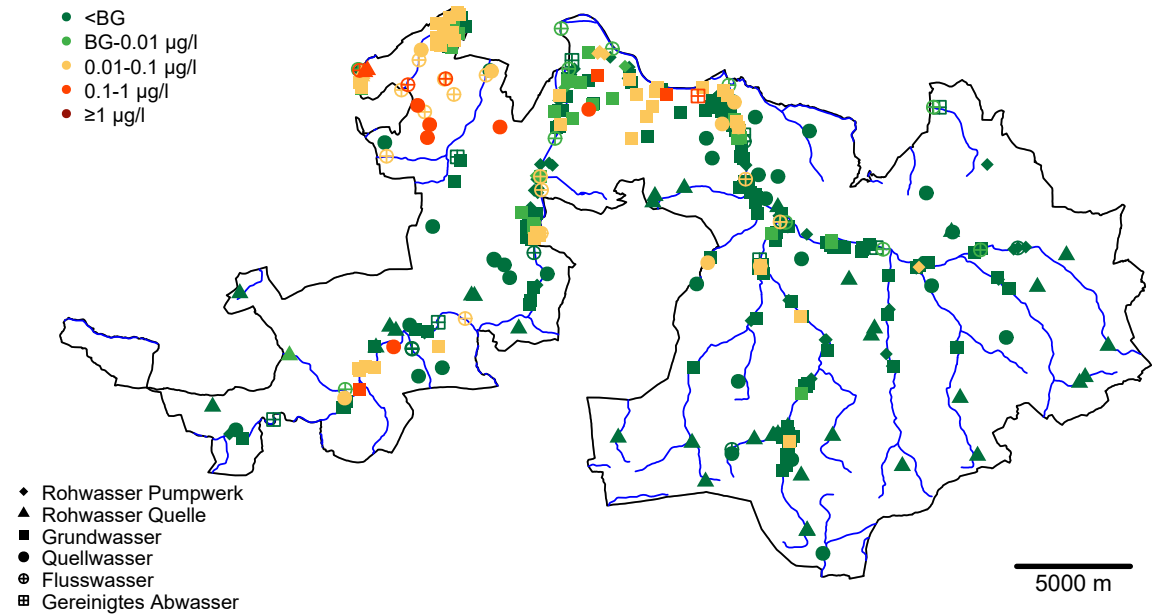 <BG
BG-0.01 µg/l
0.01-0.1 µg/l
0.1-1 µg/l
≥1 µg/l
Rohwasser Pumpwerk
Rohwasser Quelle
Grundwasser
Quellwasser
Flusswasser
Gereinigtes Abwasser
5000 m